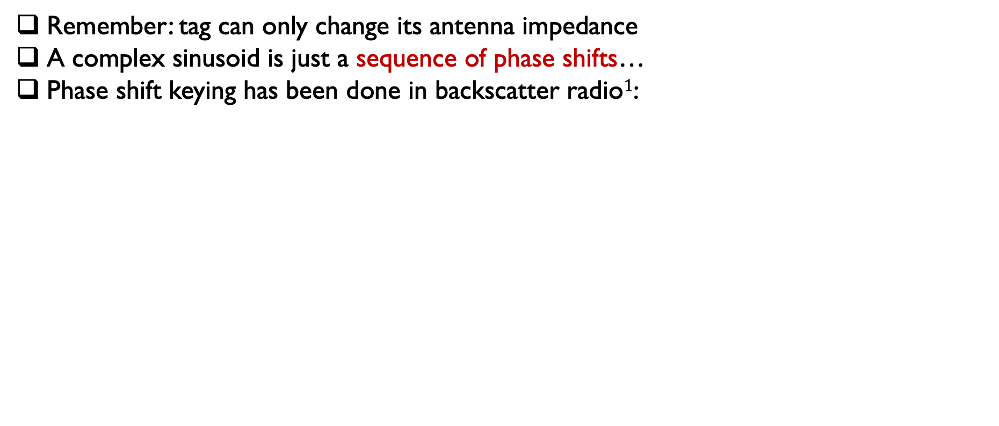 ❑ Remember: tag can only change its antenna impedance
❑ A complex sinusoid is just a sequence of phase shifts…
❑ Phase shift keying has been done in backscatter radio¹: